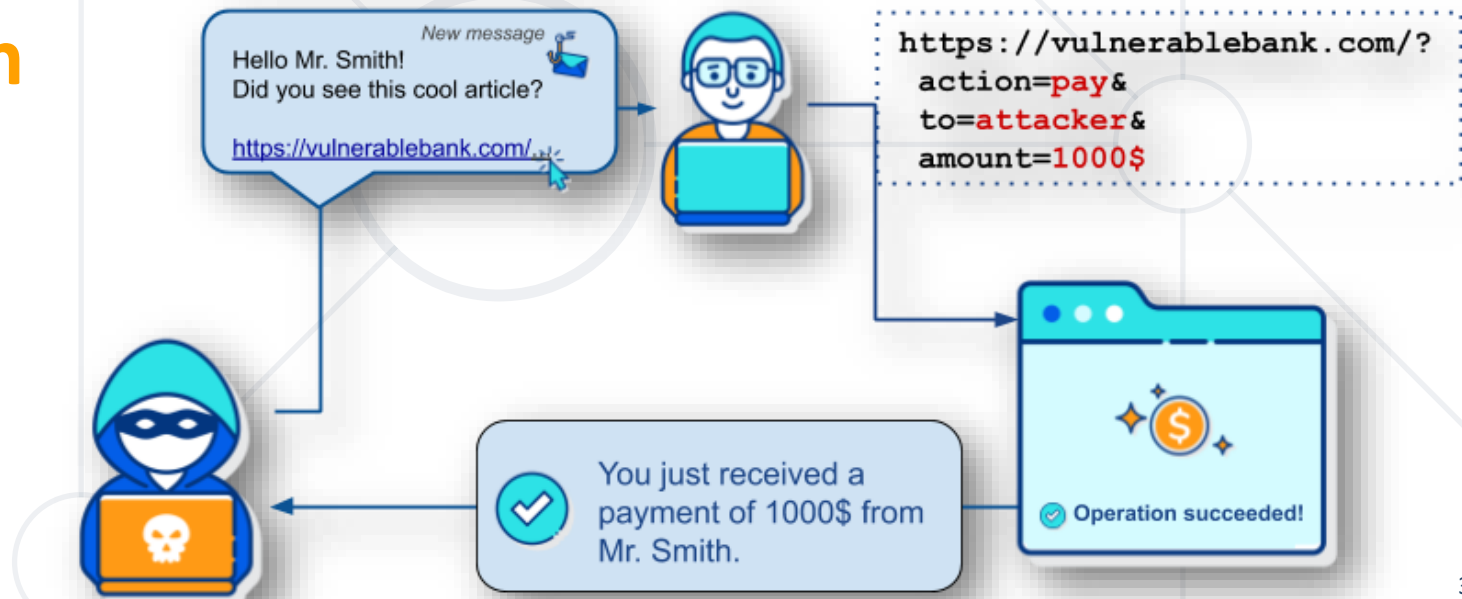 n
New message
Hello Mr. Smith!
Did you see this cool article?
https://vulnerablebank.com/
https://vulnerablebank.com/?
action=pay&
to=attacker&
amount=1000$
$
Operation succeeded!
You just received a
payment of 1000$ from
Mr. Smith.